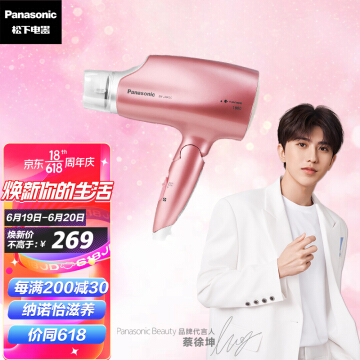 Panasonic
松下电器
Panasonic
京东
18th
618
周年庆
焕新你的生活
6月19日-6月20日
焕新价
不高于:¥
269
每满200减30
纳诺怡滋养
价同618
Panasonic Beauty 品牌代言人
蔡徐坤